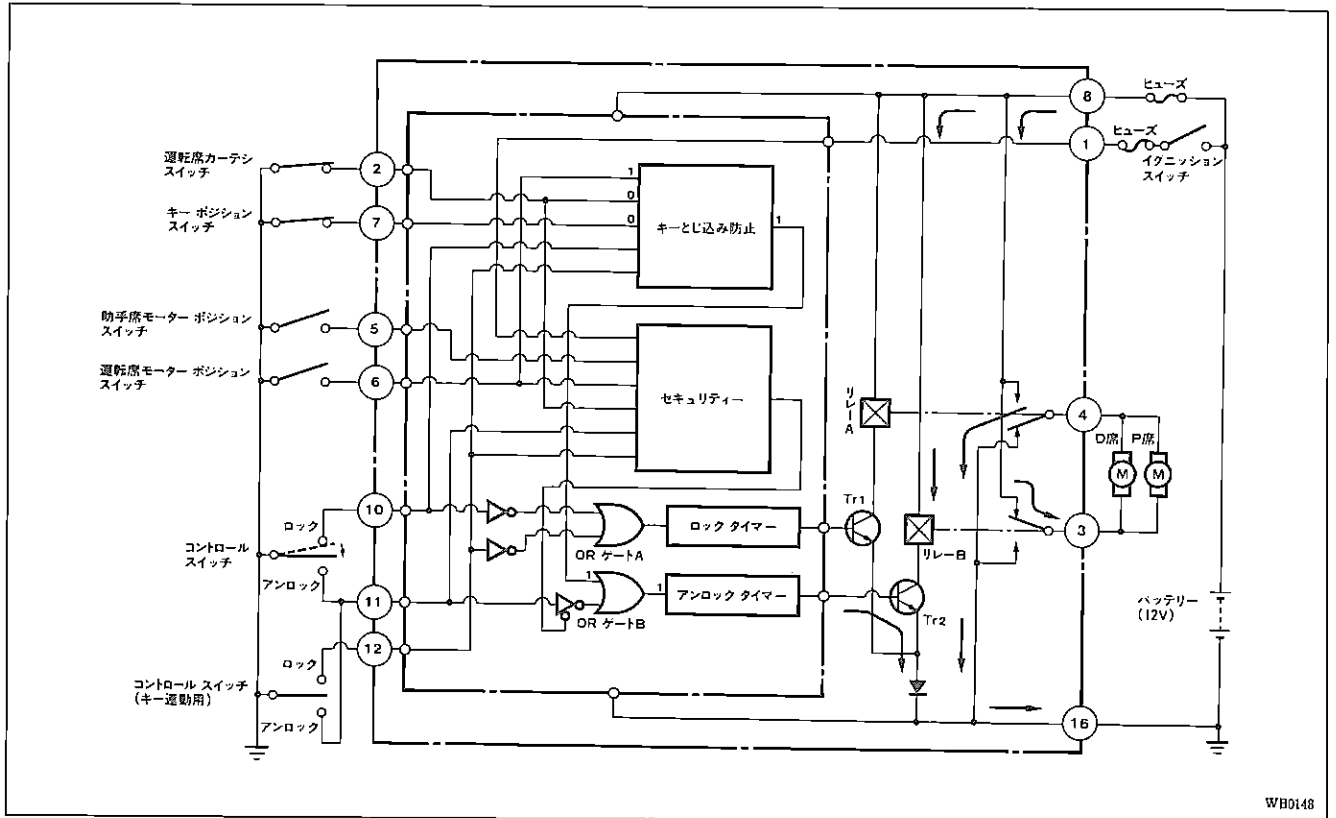 ヒューズ
8
ヒューズ
1
イグニッション
スイッチ
運転席カーテシ
スイッチ
2
キー ポジション
スイッチ
7
1
0
0
キーとじ込み防止
1
助手席モーター ポジション
スイッチ
5
運転席モーター ポジション
スイッチ
6
セキュリティー
リレーA
4
D席
P席
M
M
Tr1
リレーB
3
10
ロック
コントロール
スイッチ
アンロック
11
OR ゲートA
ロック タイマー
1
OR ゲートB
1
アンロック タイマー
Tr2
バッテリー
(12V)
12
ロック
コントロール スイッチ
(キー連動用)
アンロック
16
WB0148